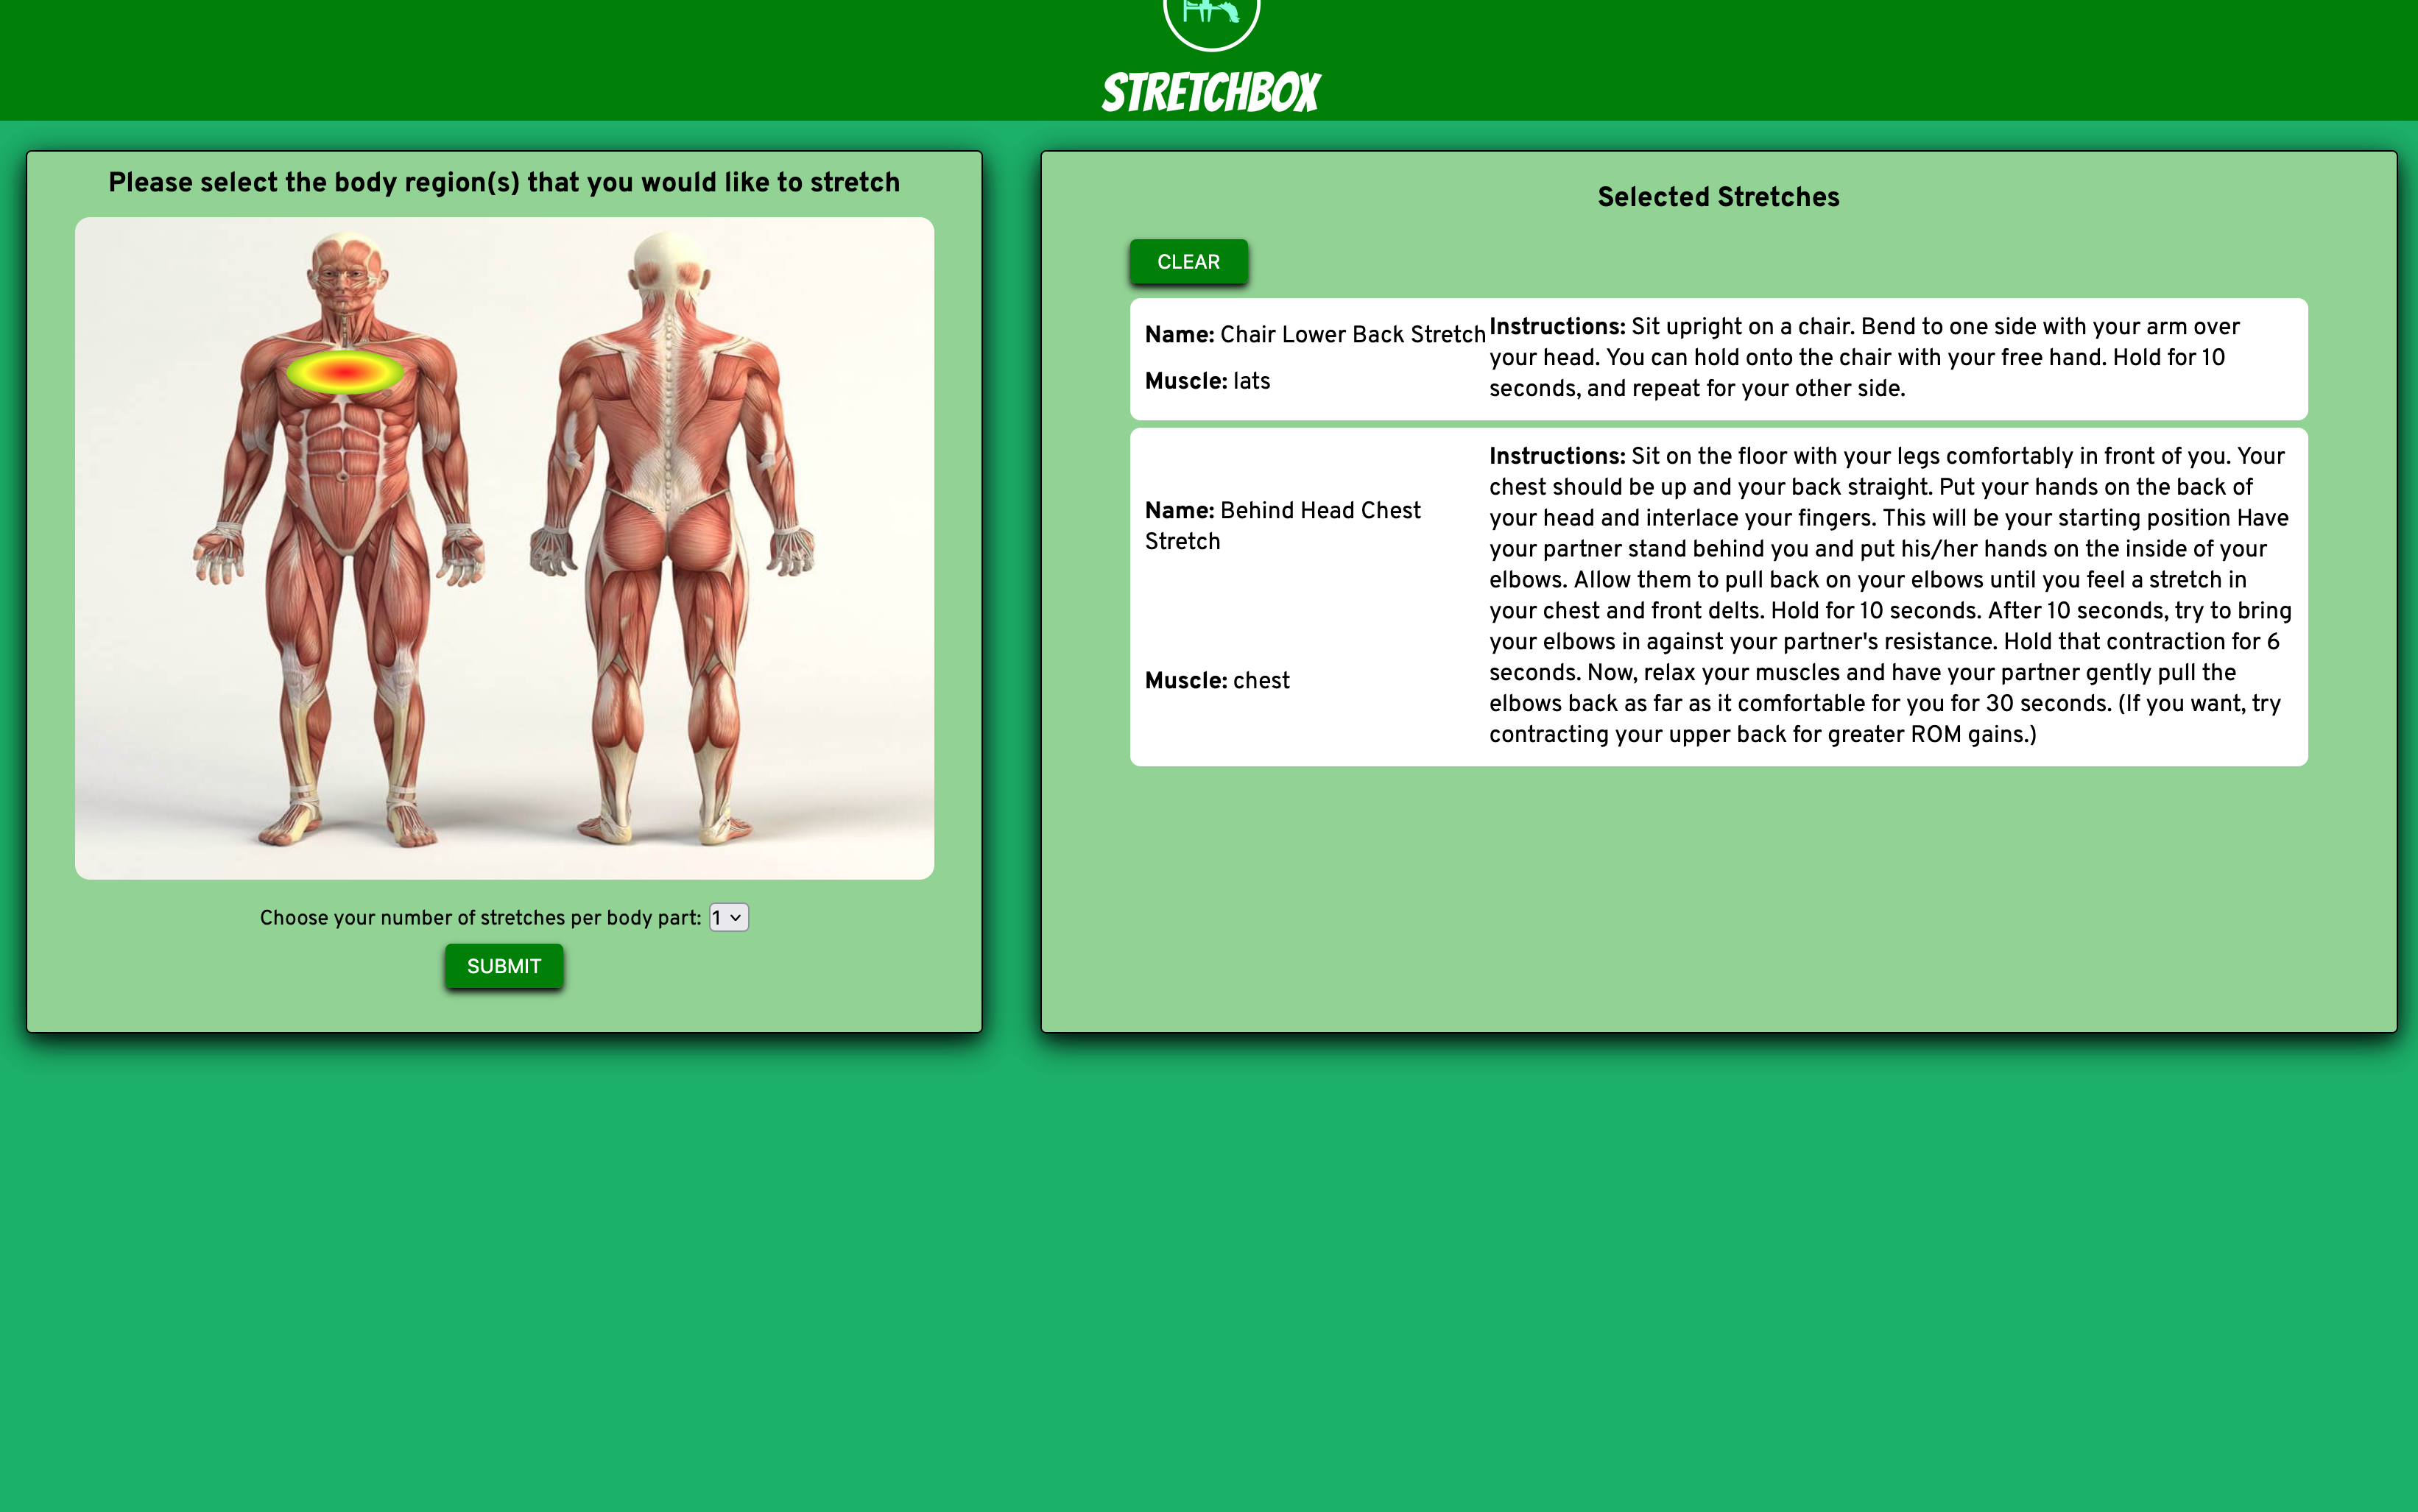 STRETCHBOX
Please select the body region(s) that you would like to stretch
Choose your number of stretches per body part: 1
SUBMIT
Selected Stretches
CLEAR
Name: Chair Lower Back Stretch
Muscle: lats
Instructions: Sit upright on a chair. Bend to one side with your arm over
your head. You can hold onto the chair with your free hand. Hold for 10
seconds, and repeat for your other side.
Name: Behind Head Chest
Stretch
Muscle: chest
Instructions: Sit on the floor with your legs comfortably in front of you. Your
chest should be up and your back straight. Put your hands on the back of
your head and interlace your fingers. This will be your starting position Have
your partner stand behind you and put his/her hands on the inside of your
elbows. Allow them to pull back on your elbows until you feel a stretch in
your chest and front delts. Hold for 10 seconds. After 10 seconds, try to bring
your elbows in against your partner's resistance. Hold that contraction for 6
seconds. Now, relax your muscles and have your partner gently pull the
elbows back as far as it comfortable for you for 30 seconds. (If you want, try
contracting your upper back for greater ROM gains.)